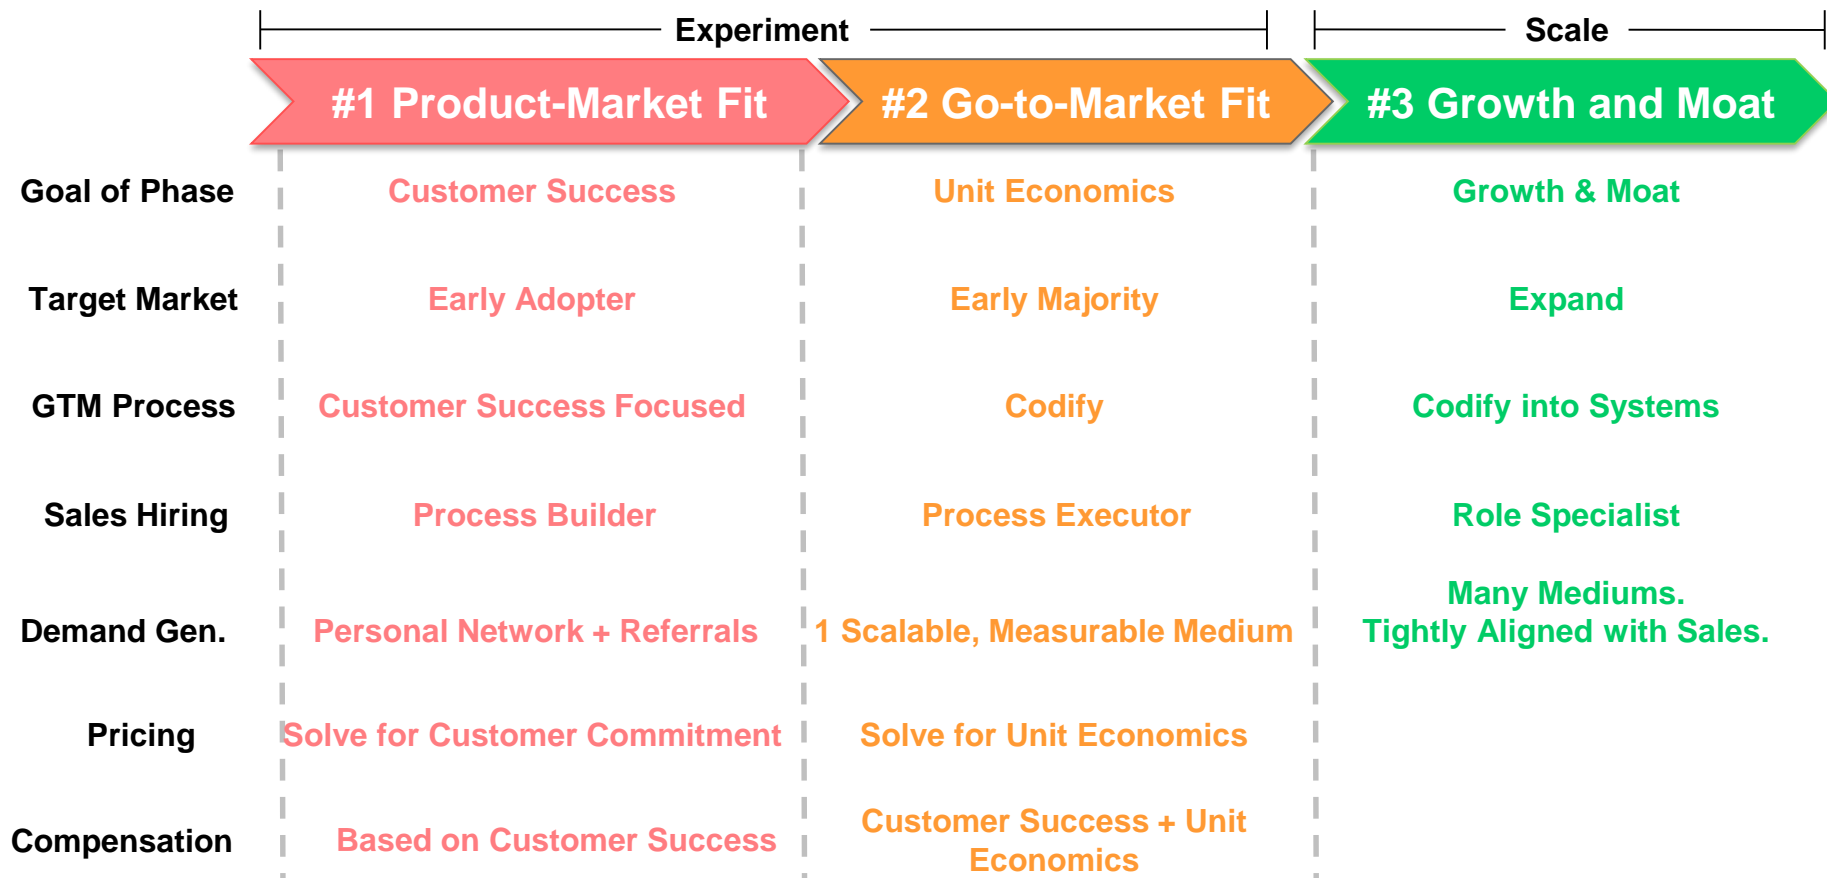 Experiment
Scale
#1 Product-Market Fit
#2 Go-to-Market Fit
#3 Growth and Moat
Goal of Phase
Customer Success
Unit Economics
Growth & Moat
Target Market
Early Adopter
Early Majority
Expand
GTM Process
Customer Success Focused
Codify
Codify into Systems
Sales Hiring
Process Builder
Process Executor
Role Specialist
Demand Gen.
Personal Network + Referrals
1 Scalable, Measurable Medium
Many Mediums.
Tightly Aligned with Sales.
Pricing
Solve for Customer Commitment
Solve for Unit Economics
Compensation
Based on Customer Success
Customer Success + Unit
Economics